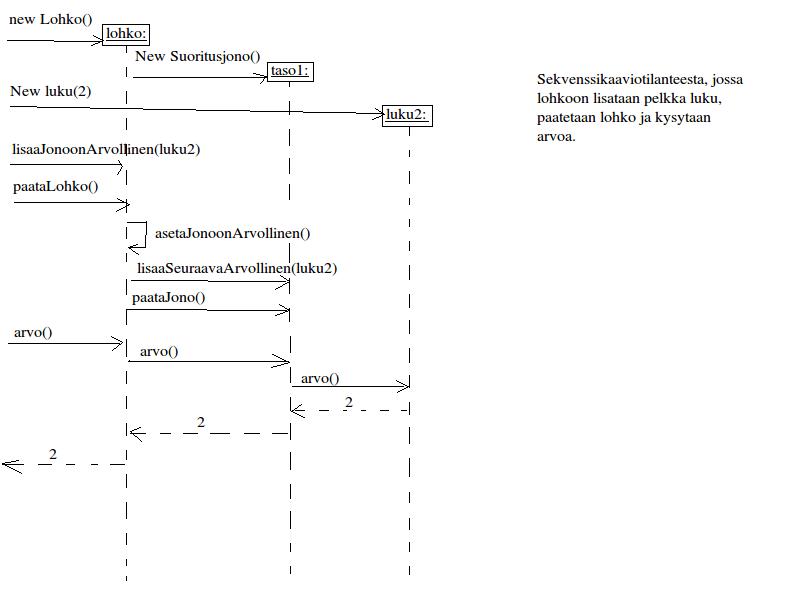 new Lohko()
lohko:
New Suoritusjono()
taso1:
New luku(2)
luku2:
Sekvenssikaaviotilanteesta, jossa
lohkoon lisataan pelkka luku,
paatetaan lohko ja kysytaan
arvoa.
lisaaJonoonArvollinen(luku2)
paataLohko()
asetaJonoonArvollinen()
lisaaSeuraavaArvollinen(luku2)
paataJono()
arvo()
arvo()
arvo()
2
2
2